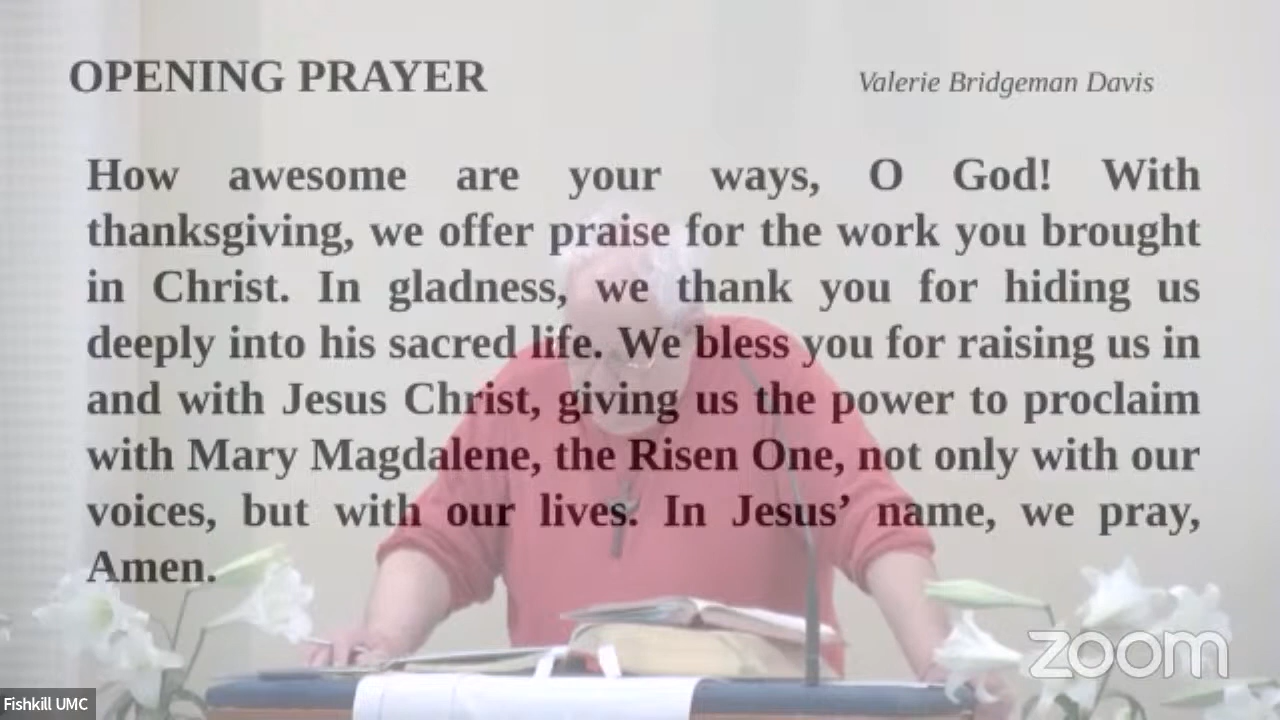 OPENING PRAYER
Valerie Bridgeman Davis
How awesome are your ways, O God! With
thanksgiving, we offer praise for the work you brought
in Christ. In gladness, we thank you for hiding us
deeply into his sacred life. We bless you for raising us in
and with Jesus Christ, giving us the power to proclaim
with Mary Magdalene, the Risen One, not only with our
voices, but with our lives. In Jesus’ name, we pray,
Amen.
zoom
Fishkill UMC